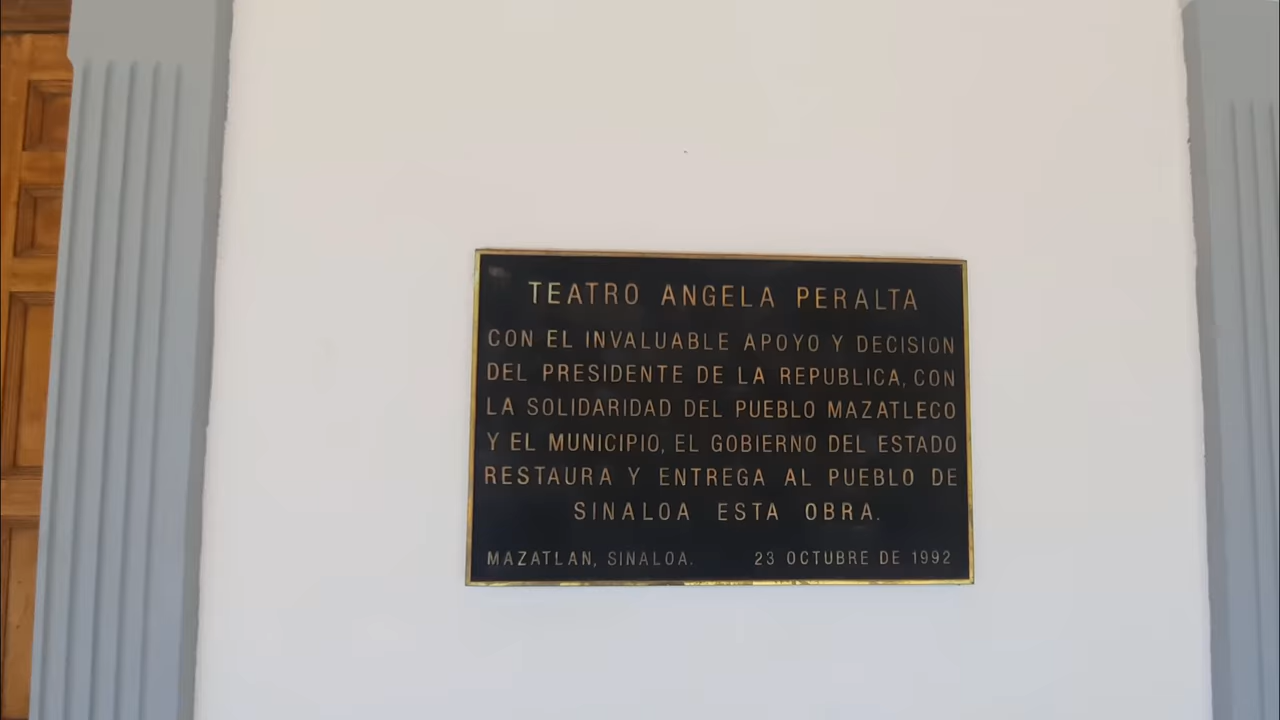 TEATRO ANGELA PERALTA
CON EL INVALUABLE APOYO Y DECISION
DEL PRESIDENTE DE LA REPUBLICA, CON
LA SOLIDARIDAD DEL PUEBLO MAZATLECO
Y EL MUNICIPIO, EL GOBIERNO DEL ESTADO
RESTAURA Y ENTREGA AL PUEBLO DE
SINALOA ESTA OBRA.
MAZATLAN, SINALOA. 23 OCTUBRE DE 1992